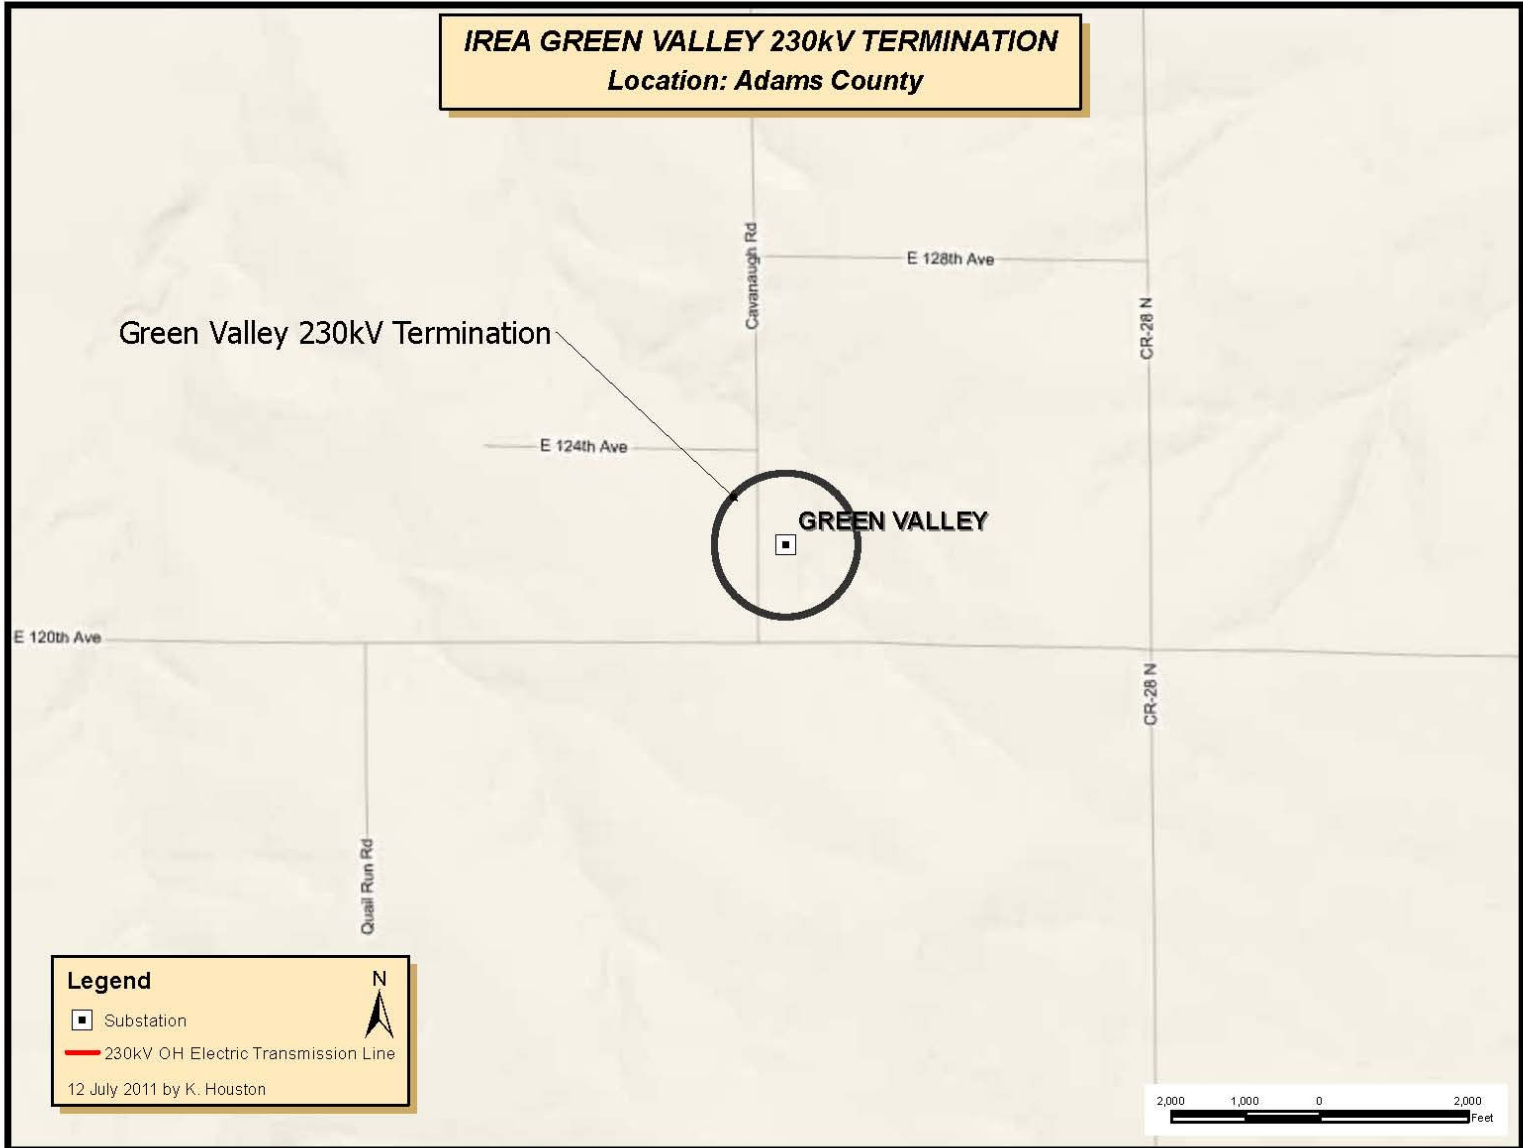 IREA GREEN VALLEY 230kV TERMINATION
Location: Adams County
Cavanaugh Rd
E 128th Ave
CR-28 N
Green Valley 230kV Termination
E 124th Ave
GREEN VALLEY
E 120th Ave
CR-28 N
Quail Run Rd
Legend
N
Substation
230kV OH Electric Transmission Line
12 July 2011 by K. Houston
2,000 1,000 0 2,000
Feet